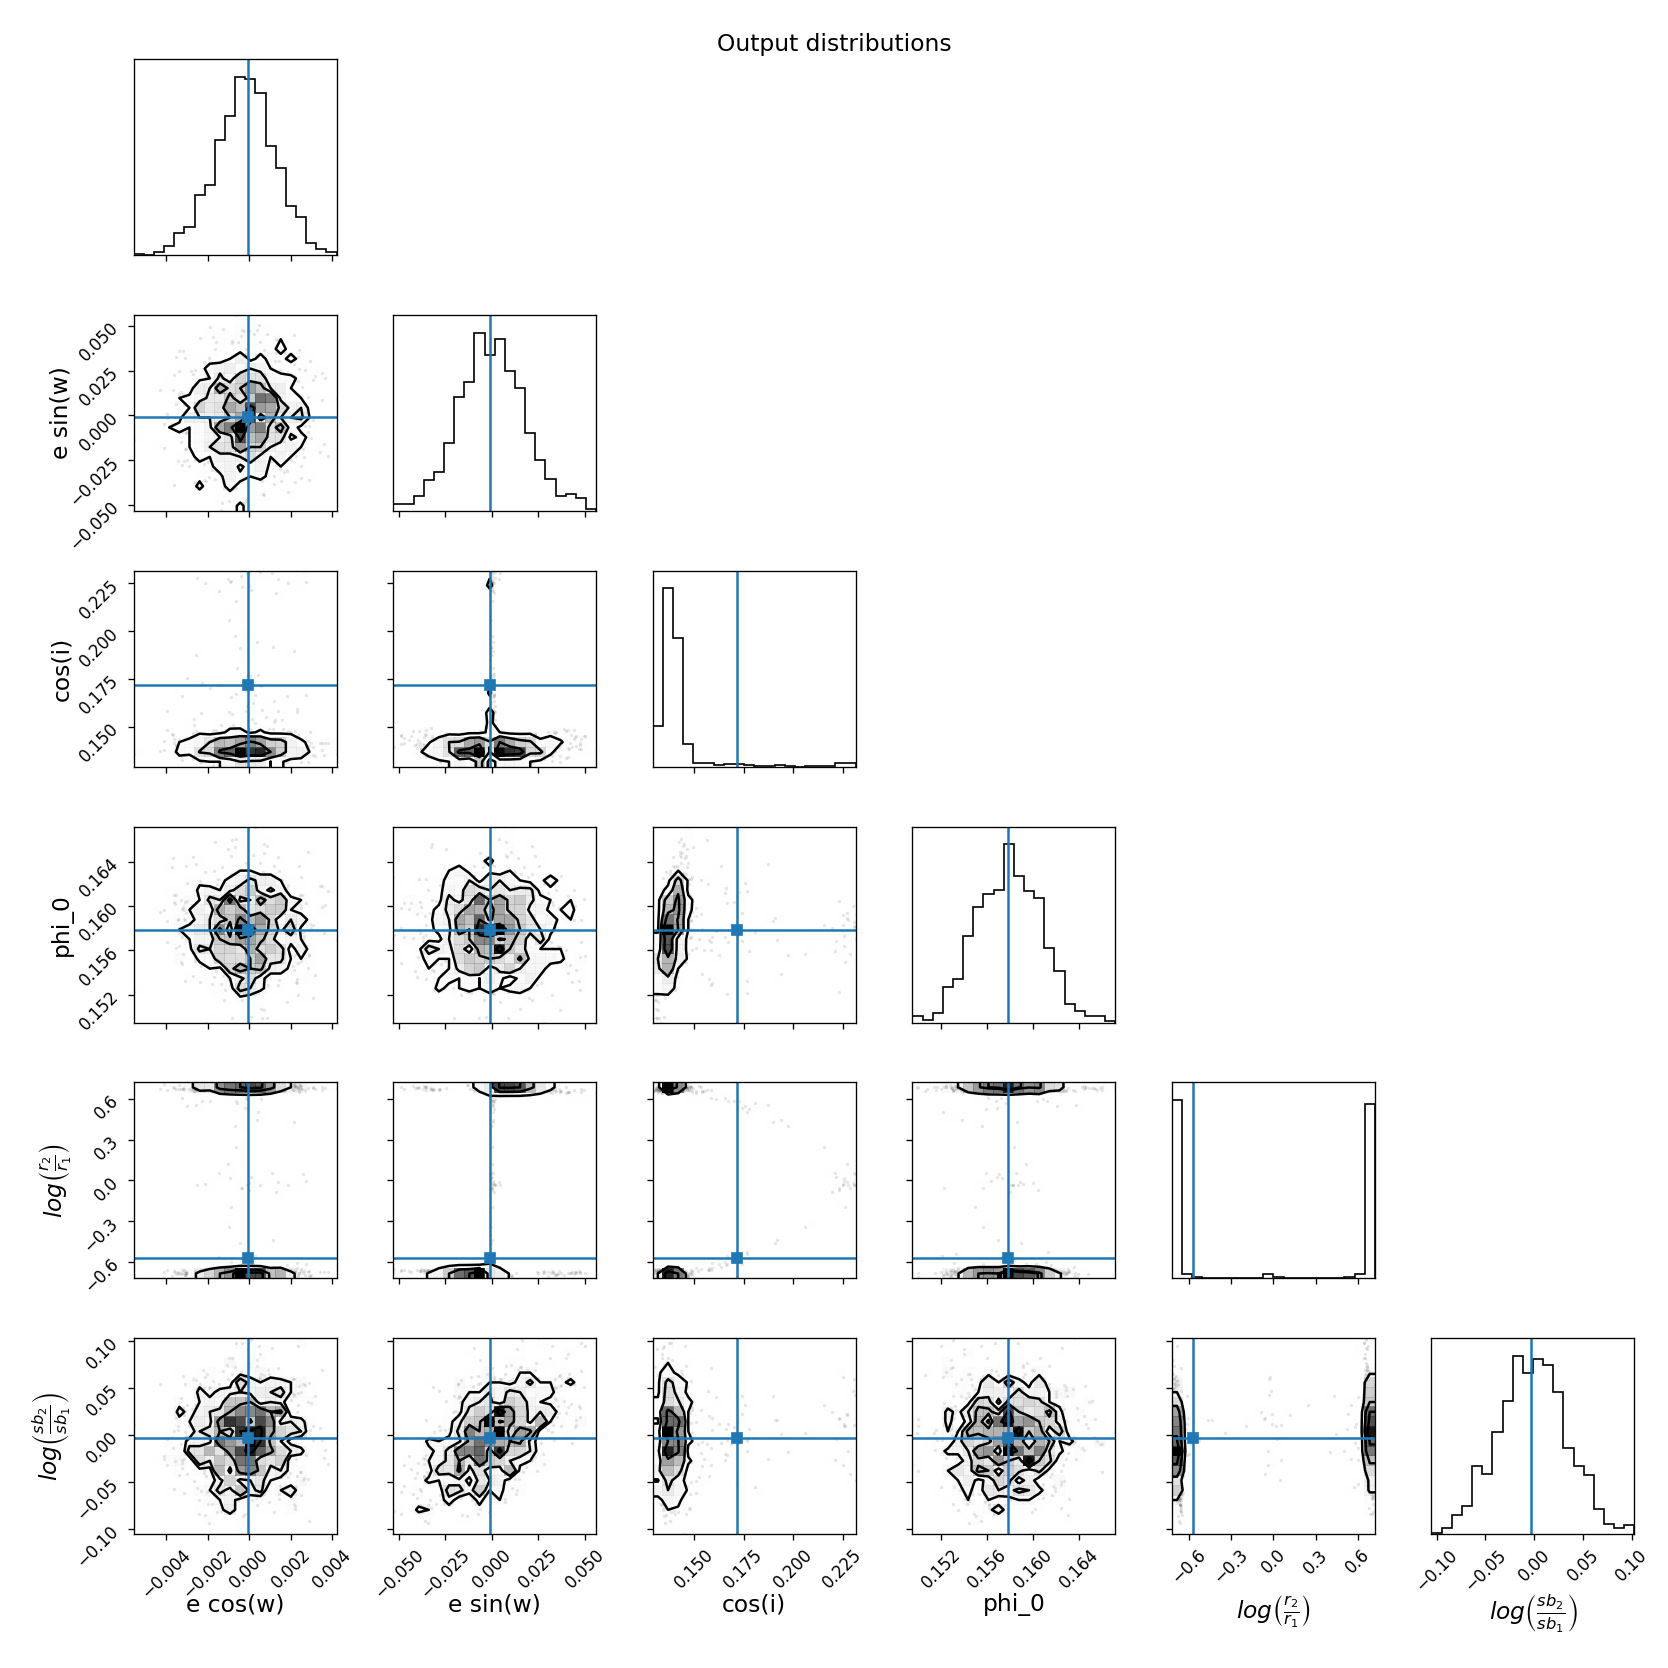 Output distributions
0.050
0.025
0.000
−0.025
−0.050
e sin(w)
0.225
0.200
0.175
0.150
cos(i)
0.164
0.160
0.156
0.152
phi_0
0.6
0.3
0.0
−0.3
−0.6
log(r2/r1)
0.10
0.05
0.00
−0.05
−0.10
log(sb2/sb1)
−0.004 −0.002 0.000 0.002 0.004 −0.050 −0.025 0.000 0.025 0.050 0.150 0.175 0.200 0.225 0.152 0.156 0.160 0.164 −0.6 −0.3 0.0 0.3 0.6 −0.10 −0.05 0.00 0.05 0.10
e cos(w) e sin(w) cos(i) phi_0 log(r2/r1) log(sb2/sb1)